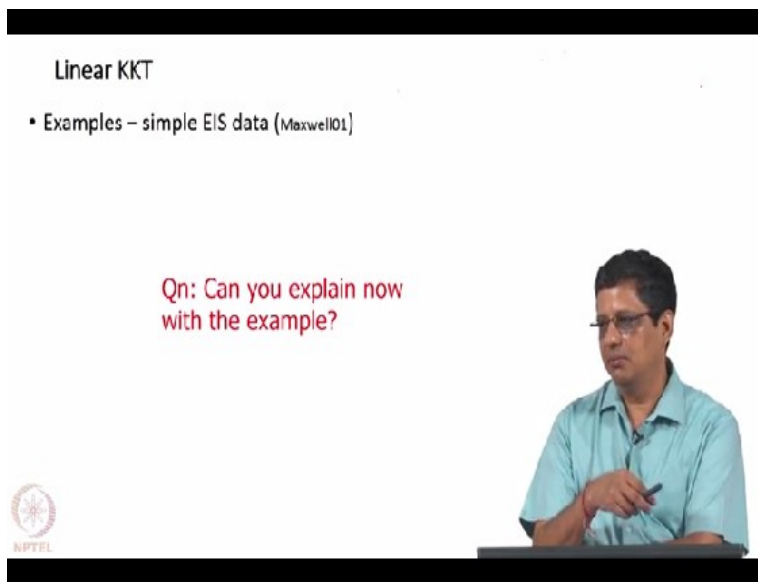 Linear KKT
• Examples – simple EIS data (Maxwell01)
Qn: Can you explain now
with the example?
NPTEL